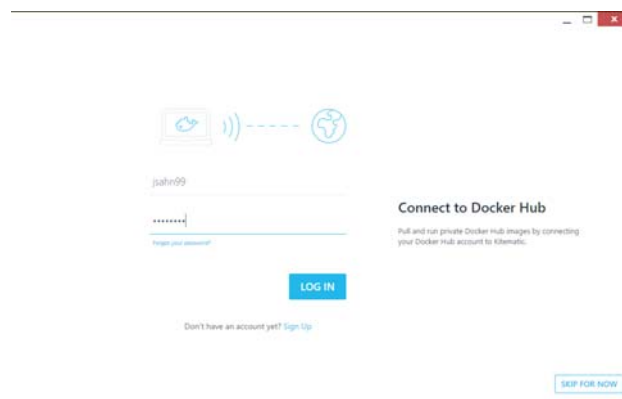 jsahn99
••••••••
Forgot your password?
LOG IN
Don't have an account yet? Sign Up
Connect to Docker Hub
Pull and run private Docker Hub images by connecting
your Docker Hub account to Kitematic.
SKIP FOR NOW